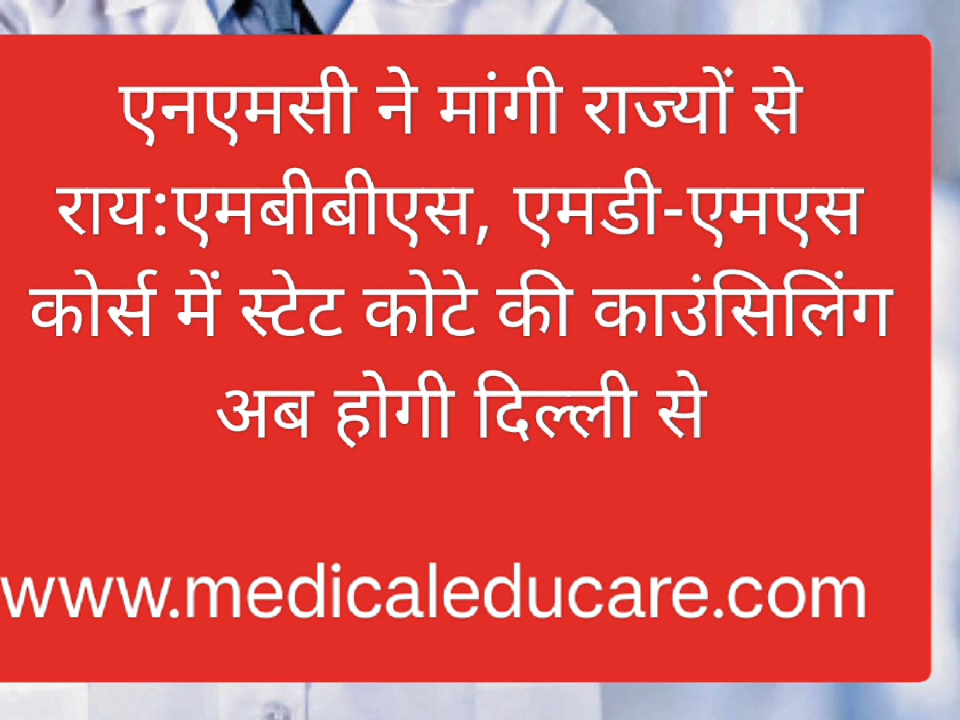 एनएमसी ने मांगी राज्यों से
राय:एमबीबीएस, एमडी-एमएस
कोर्स में स्टेट कोटे की काउंसिलिंग
अब होगी दिल्ली से
www.medicaleducare.com